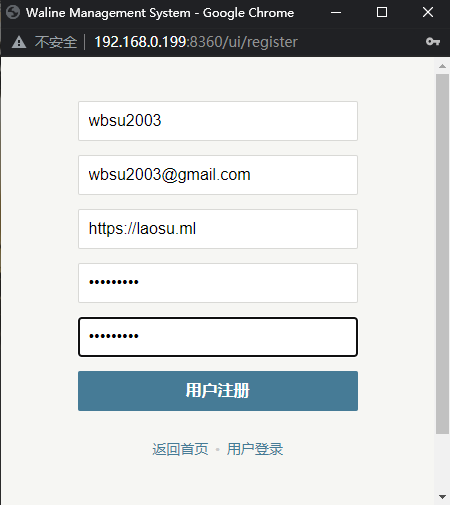 Waline Management System - Google Chrome
不安全 192.168.0.199:8360/ui/register
wbsu2003
wbsu2003@gmail.com
https://laosu.ml
•••••••••
•••••••••
用户注册
返回首页 • 用户登录